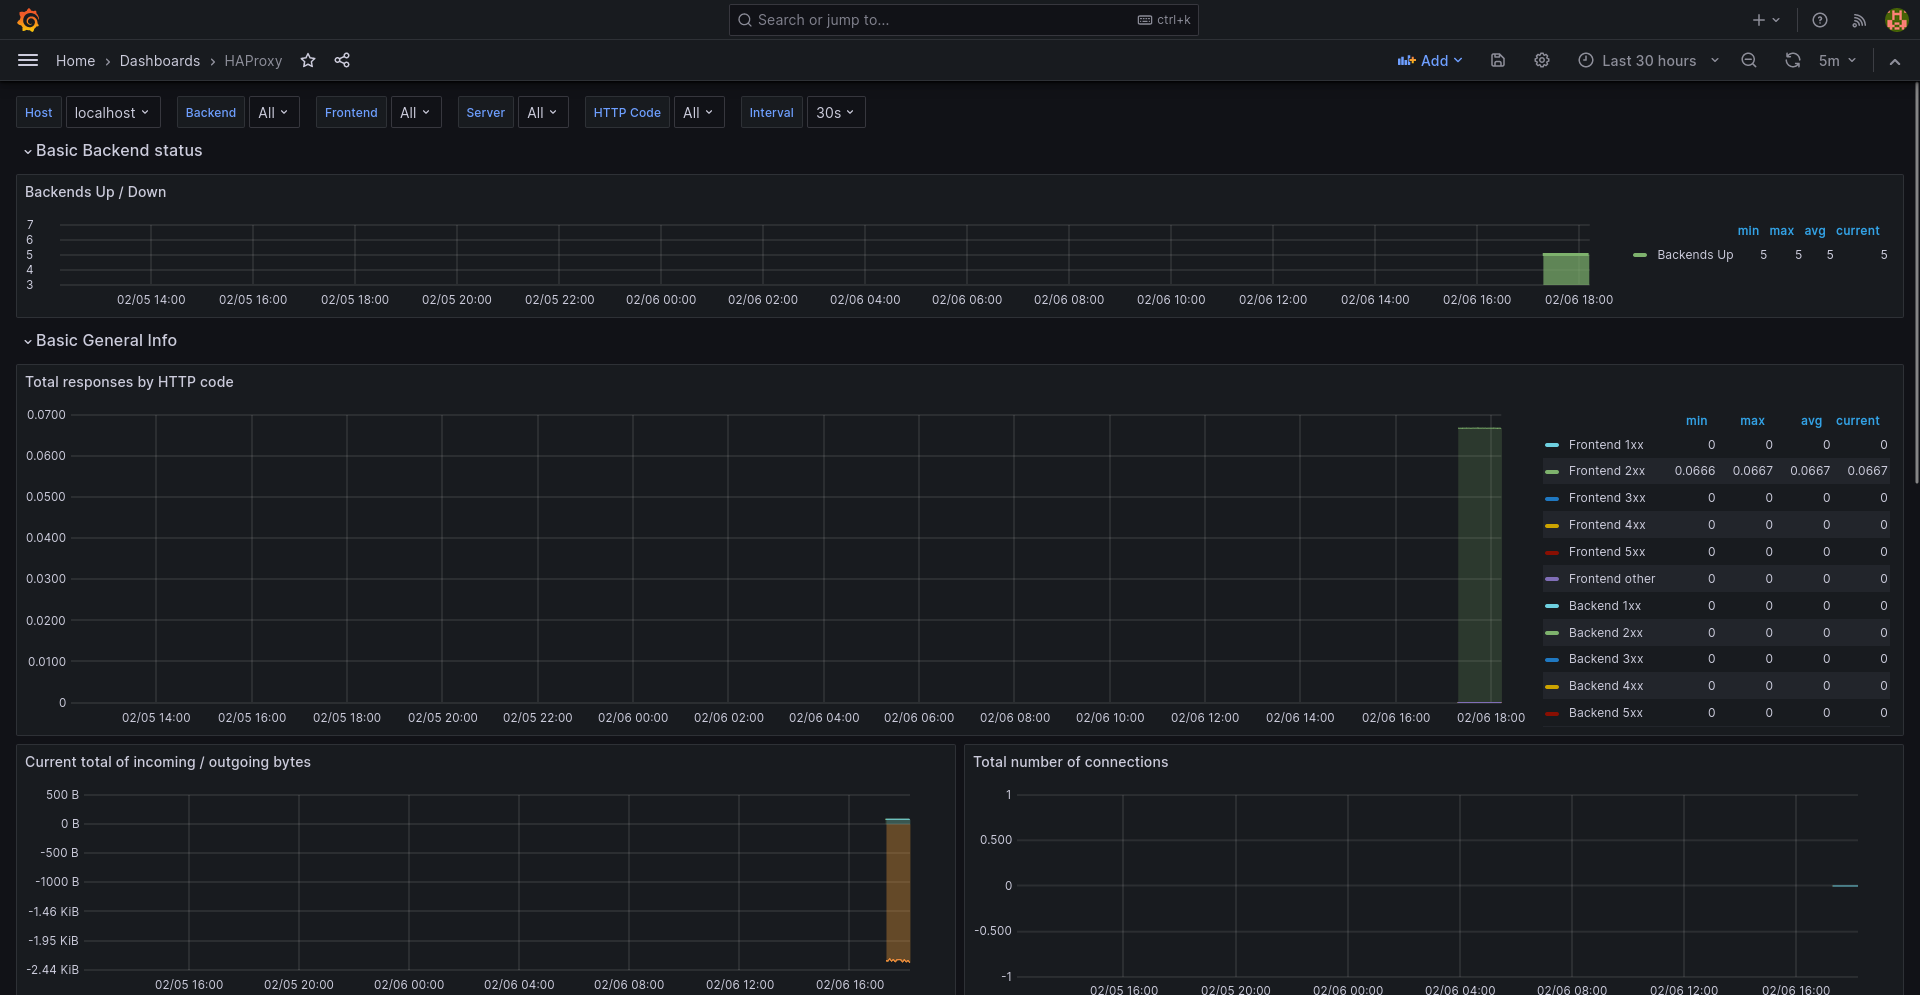 Search or jump to... ctrl+k
Home › Dashboards › HAProxy Add Last 30 hours 5m
Host localhost Backend All Frontend All Server All HTTP Code All Interval 30s
Basic Backend status
Backends Up / Down
7
6
5
4
3
02/05 14:00 02/05 16:00 02/05 18:00 02/05 20:00 02/05 22:00 02/06 00:00 02/06 02:00 02/06 04:00 02/06 06:00 02/06 08:00 02/06 10:00 02/06 12:00 02/06 14:00 02/06 16:00 02/06 18:00
min max avg current
Backends Up 5 5 5 5
Basic General Info
Total responses by HTTP code
0.0700
0.0600
0.0500
0.0400
0.0300
0.0200
0.0100
0
02/05 14:00 02/05 16:00 02/05 18:00 02/05 20:00 02/05 22:00 02/06 00:00 02/06 02:00 02/06 04:00 02/06 06:00 02/06 08:00 02/06 10:00 02/06 12:00 02/06 14:00 02/06 16:00 02/06 18:00
min max avg current
Frontend 1xx 0 0 0 0
Frontend 2xx 0.0666 0.0667 0.0667 0.0667
Frontend 3xx 0 0 0 0
Frontend 4xx 0 0 0 0
Frontend 5xx 0 0 0 0
Frontend other 0 0 0 0
Backend 1xx 0 0 0 0
Backend 2xx 0 0 0 0
Backend 3xx 0 0 0 0
Backend 4xx 0 0 0 0
Backend 5xx 0 0 0 0
Current total of incoming / outgoing bytes
500 B
0 B
-500 B
-1000 B
-1.46 KiB
-1.95 KiB
-2.44 KiB
02/05 16:00 02/05 20:00 02/06 00:00 02/06 04:00 02/06 08:00 02/06 12:00 02/06 16:00
Total number of connections
1
0.500
0
-0.500
-1
02/05 16:00 02/05 20:00 02/06 00:00 02/06 04:00 02/06 08:00 02/06 12:00 02/06 16:00